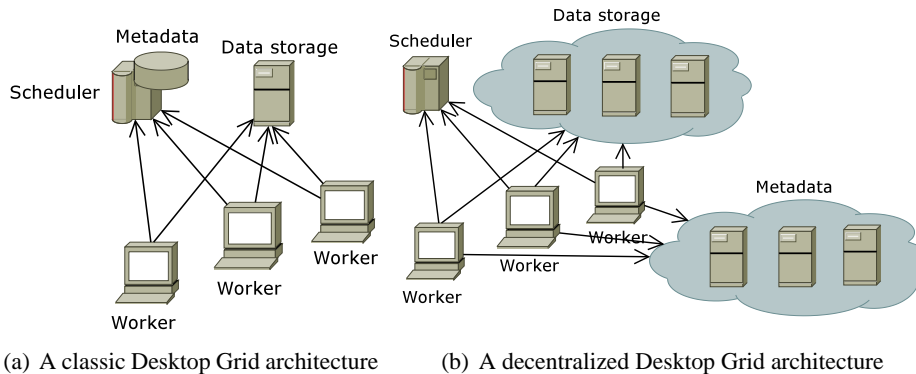 Metadata
Data storage
Scheduler
Worker
Worker
Worker
(a) A classic Desktop Grid architecture
Data storage
Scheduler
Metadata
Worker
Worker
Worker
(b) A decentralized Desktop Grid architecture